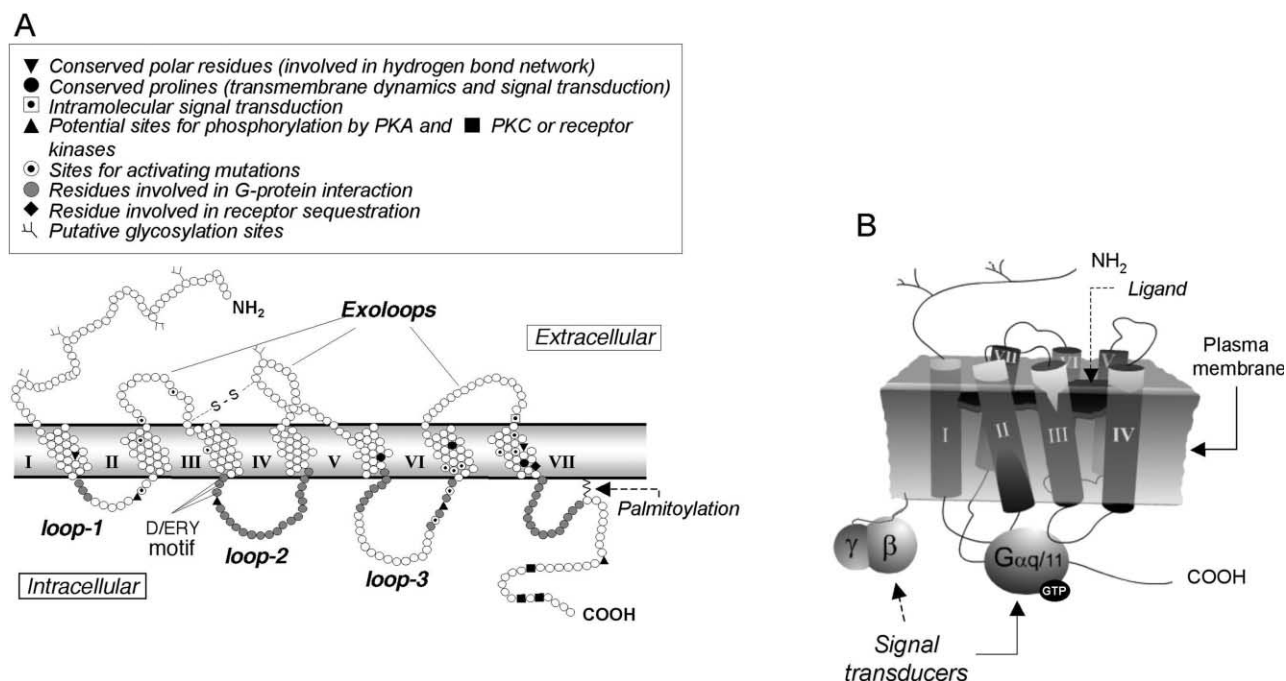 A
Conserved polar residues (involved in hydrogen bond network)
Conserved prolines (transmembrane dynamics and signal transduction)
Intramolecular signal transduction
Potential sites for phosphorylation by PKA and PKC or receptor
kinases
Sites for activating mutations
Residues involved in G-protein interaction
Residue involved in receptor sequestration
Putative glycosylation sites
NH2
Exoloops
Extracellular
S - S
I II III IV V VI VII
loop-1
D/ERY
motif
loop-2
loop-3
Palmitoylation
Intracellular
COOH
B
NH2
Ligand
Plasma
membrane
VII VI V
I II III IV
γ β
Gαq/11
GTP
COOH
Signal
transducers